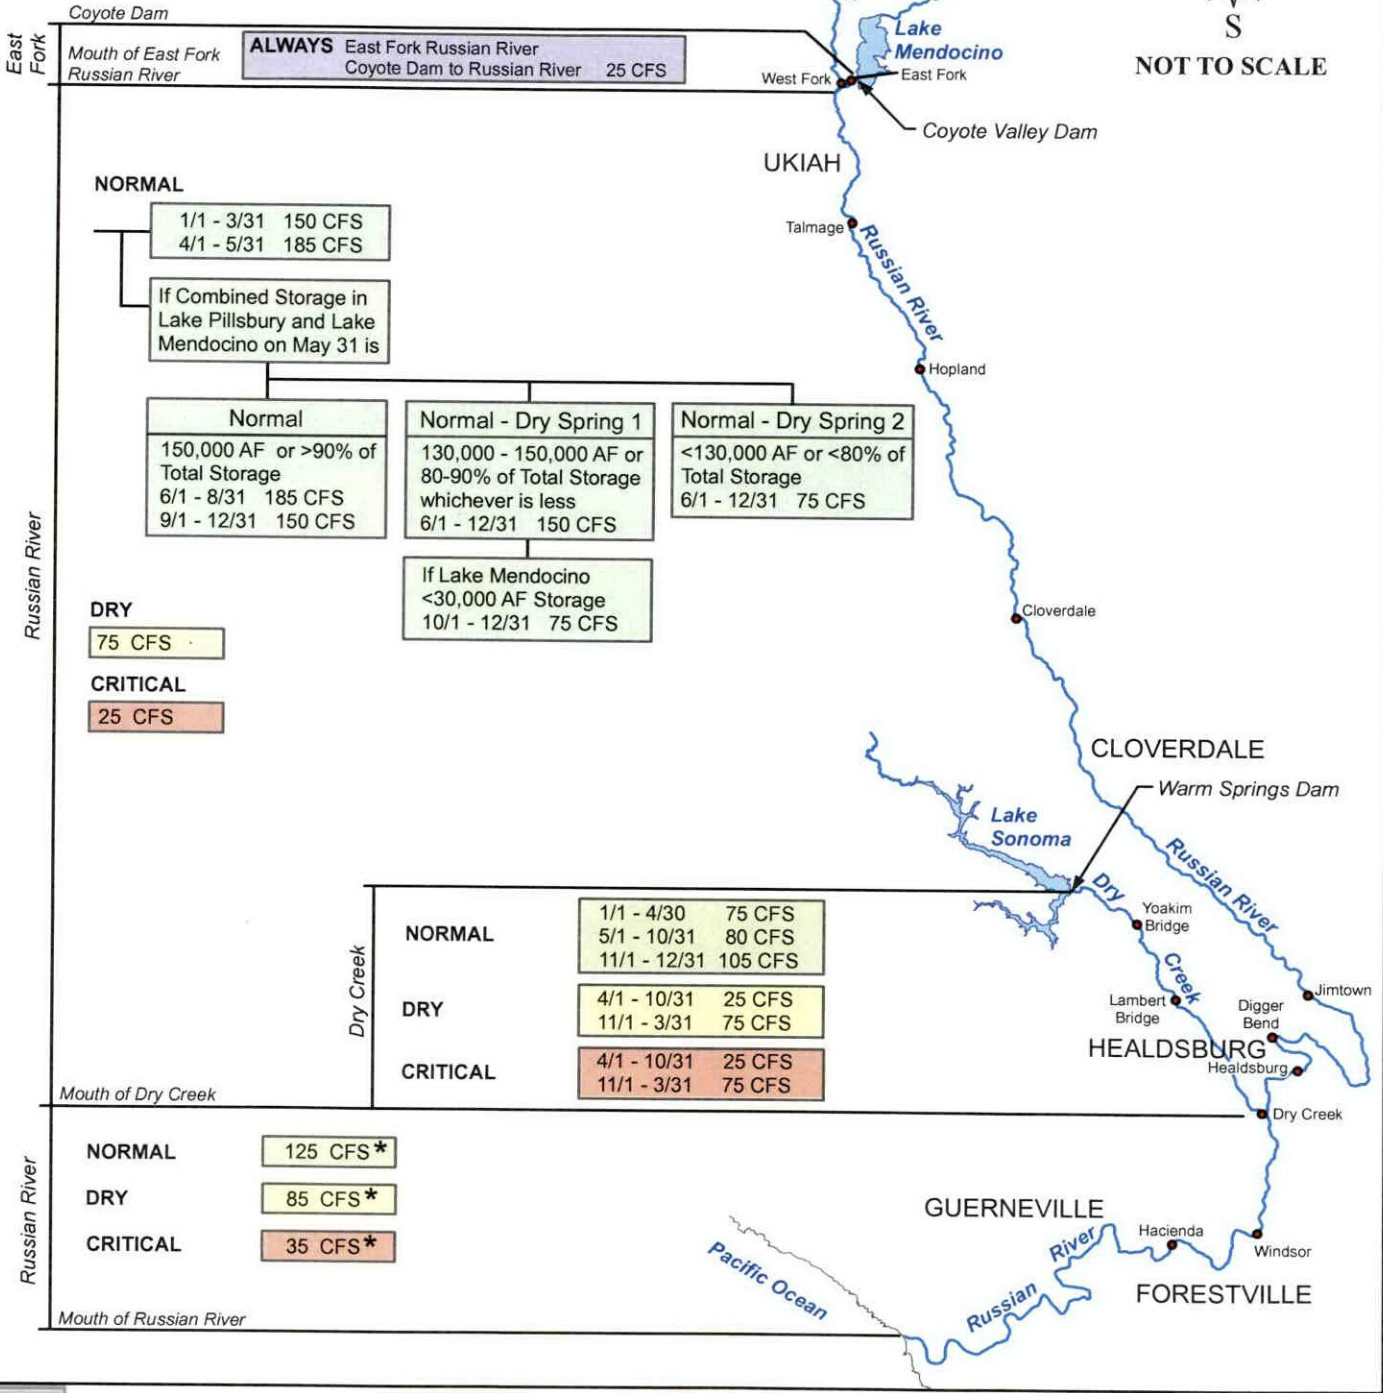 Coyote Dam
East
Fork
Mouth of East Fork
Russian River
ALWAYS East Fork Russian River
Coyote Dam to Russian River 25 CFS
Lake
Mendocino
West Fork
East Fork
Coyote Valley Dam
S
NOT TO SCALE
UKIAH
Talmage
Russian River
Hopland
Russian River
NORMAL
1/1 - 3/31 150 CFS
4/1 - 5/31 185 CFS
If Combined Storage in
Lake Pillsbury and Lake
Mendocino on May 31 is
Normal
150,000 AF or >90% of
Total Storage
6/1 - 8/31 185 CFS
9/1 - 12/31 150 CFS
Normal - Dry Spring 1
130,000 - 150,000 AF or
80-90% of Total Storage
whichever is less
6/1 - 12/31 150 CFS
If Lake Mendocino
<30,000 AF Storage
10/1 - 12/31 75 CFS
Normal - Dry Spring 2
<130,000 AF or <80% of
Total Storage
6/1 - 12/31 75 CFS
DRY
75 CFS
CRITICAL
25 CFS
Cloverdale
CLOVERDALE
Warm Springs Dam
Lake
Sonoma
Dry
Creek
Russian River
Yoakim
Bridge
Lambert
Bridge
Digger
Bend
Jimtown
HEALDSBURG
Healdsburg
Dry Creek
Dry Creek
NORMAL
1/1 - 4/30 75 CFS
5/1 - 10/31 80 CFS
11/1 - 12/31 105 CFS
DRY
4/1 - 10/31 25 CFS
11/1 - 3/31 75 CFS
CRITICAL
4/1 - 10/31 25 CFS
11/1 - 3/31 75 CFS
Mouth of Dry Creek
Russian River
NORMAL
125 CFS*
DRY
85 CFS*
CRITICAL
35 CFS*
Mouth of Russian River
GUERNEVILLE
Hacienda
Windsor
FORESTVILLE
Russian
River
Pacific Ocean